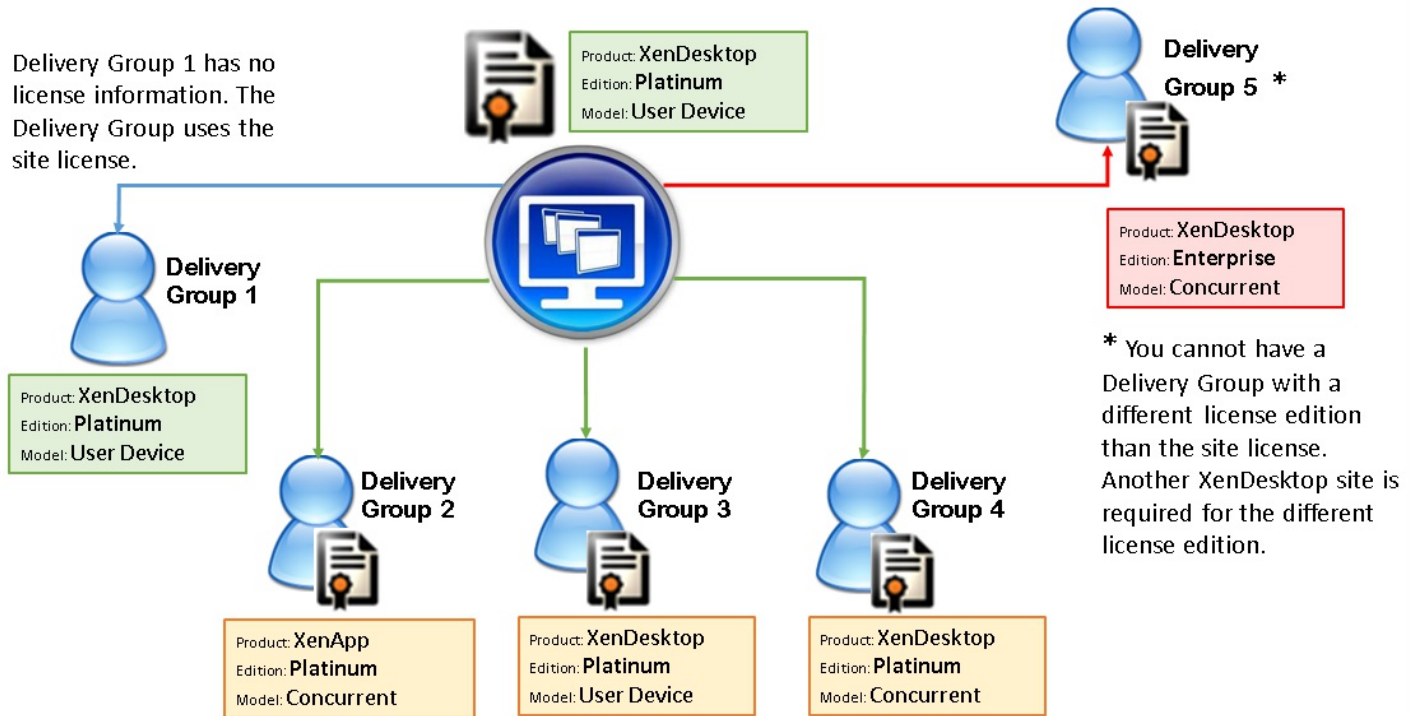 Delivery Group 1 has no
license information. The
Delivery Group uses the
site license.
Product: XenDesktop
Edition: Platinum
Model: User Device
Delivery
Group 5 *
Product: XenDesktop
Edition: Enterprise
Model: Concurrent
* You cannot have a
Delivery Group with a
different license edition
than the site license.
Another XenDesktop site is
required for the different
license edition.
Delivery
Group 1
Product: XenDesktop
Edition: Platinum
Model: User Device
Delivery
Group 2
Product: XenApp
Edition: Platinum
Model: Concurrent
Delivery
Group 3
Product: XenDesktop
Edition: Platinum
Model: User Device
Delivery
Group 4
Product: XenDesktop
Edition: Platinum
Model: Concurrent